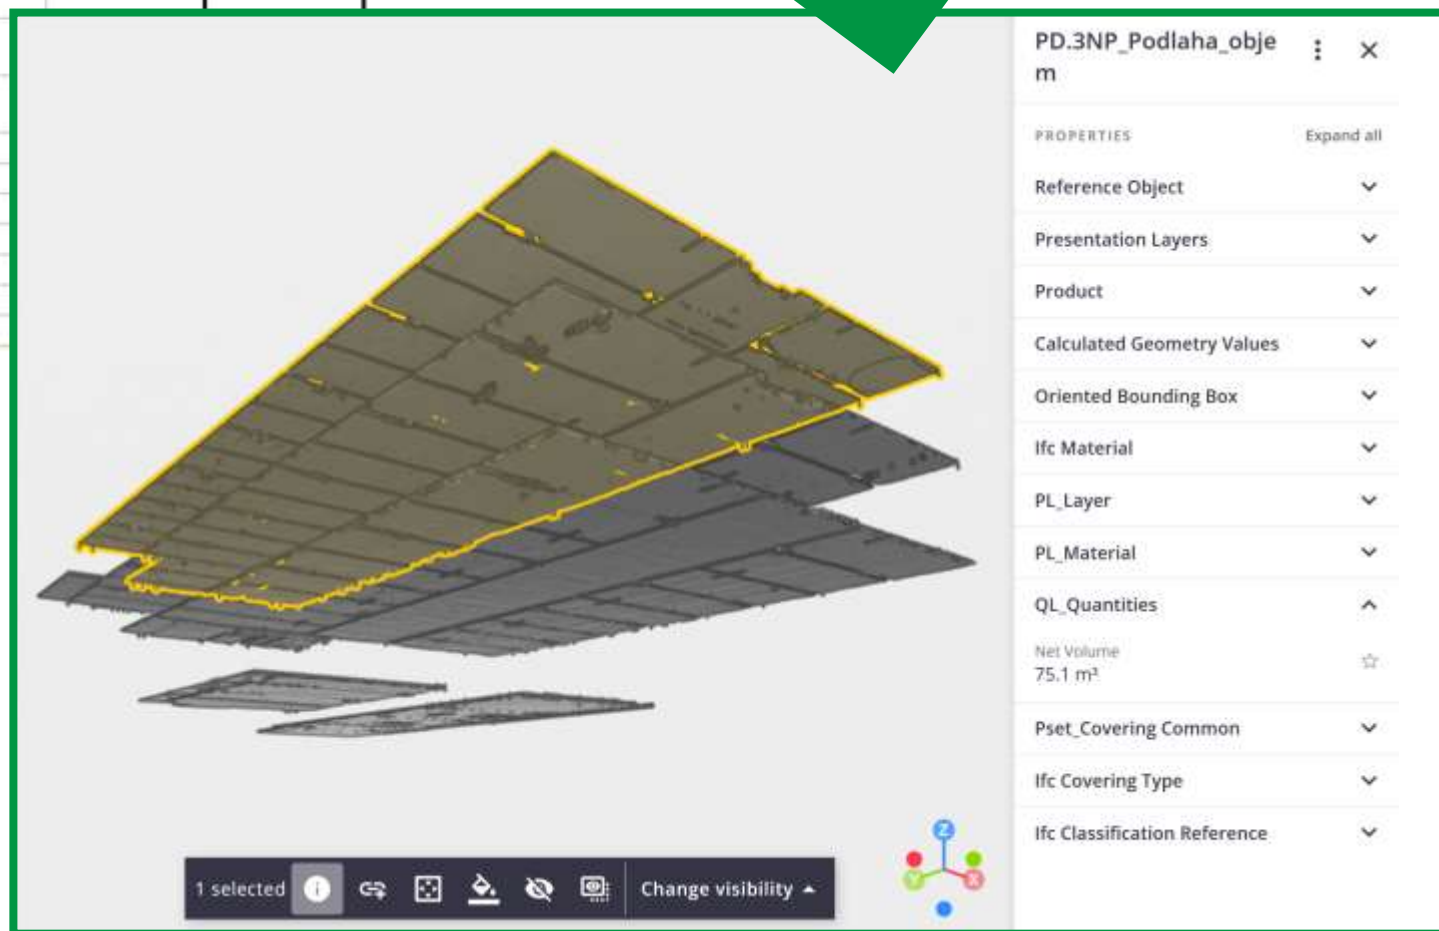 PD.3NP_Podlaha_obje
m
PROPERTIES
Expand all
Reference Object
Presentation Layers
Product
Calculated Geometry Values
Oriented Bounding Box
Ifc Material
PL_Layer
PL_Material
QL_Quantities
Net Volume
75.1 m³
Pset_Covering Common
Ifc Covering Type
Ifc Classification Reference
1 selected
Change visibility
Z
Y
X